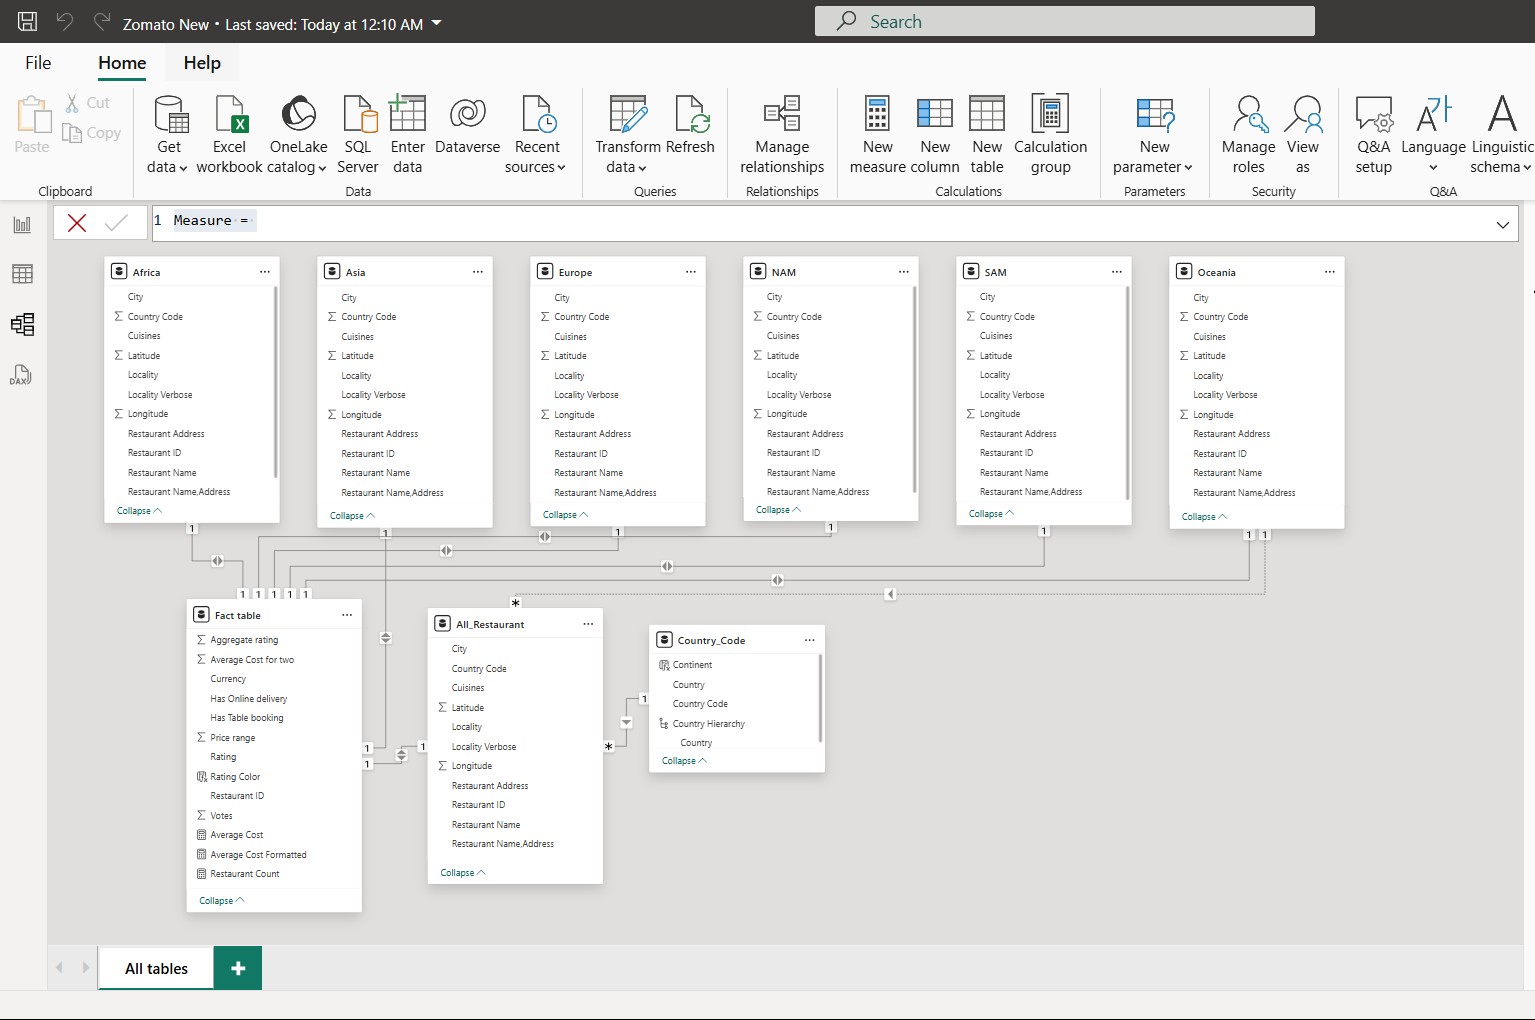 Zomato New • Last saved: Today at 12:10 AM
Search
File
Home
Help
Paste
Cut
Copy
Clipboard
Get data
Excel workbook
OneLake catalog
SQL Server
Enter data
Dataverse
Recent sources
Data
Transform data
Refresh
Queries
Manage relationships
Relationships
New measure
New column
New table
Calculation group
Calculations
New parameter
Parameters
Manage roles
View as
Security
Q&A setup
Language
Linguistic schema
Q&A
1 Measure =
DAX
Africa
City
Country Code
Cuisines
Latitude
Locality
Locality Verbose
Longitude
Restaurant Address
Restaurant ID
Restaurant Name
Restaurant Name,Address
Collapse
Asia
City
Country Code
Cuisines
Latitude
Locality
Locality Verbose
Longitude
Restaurant Address
Restaurant ID
Restaurant Name
Restaurant Name,Address
Collapse
Europe
City
Country Code
Cuisines
Latitude
Locality
Locality Verbose
Longitude
Restaurant Address
Restaurant ID
Restaurant Name
Restaurant Name,Address
Collapse
NAM
City
Country Code
Cuisines
Latitude
Locality
Locality Verbose
Longitude
Restaurant Address
Restaurant ID
Restaurant Name
Restaurant Name,Address
Collapse
SAM
City
Country Code
Cuisines
Latitude
Locality
Locality Verbose
Longitude
Restaurant Address
Restaurant ID
Restaurant Name
Restaurant Name,Address
Collapse
Oceania
City
Country Code
Cuisines
Latitude
Locality
Locality Verbose
Longitude
Restaurant Address
Restaurant ID
Restaurant Name
Restaurant Name,Address
Collapse
1
1
1
1
1
1 1
1 1 1 1 1
*
Fact table
Aggregate rating
Average Cost for two
Currency
Has Online delivery
Has Table booking
Price range
Rating
Rating Color
Restaurant ID
Votes
Average Cost
Average Cost Formatted
Restaurant Count
Collapse
1
1
1
All_Restaurant
City
Country Code
Cuisines
Latitude
Locality
Locality Verbose
Longitude
Restaurant Address
Restaurant ID
Restaurant Name
Restaurant Name,Address
Collapse
*
1
Country_Code
Continent
Country
Country Code
Country Hierarchy
Country
Collapse
All tables